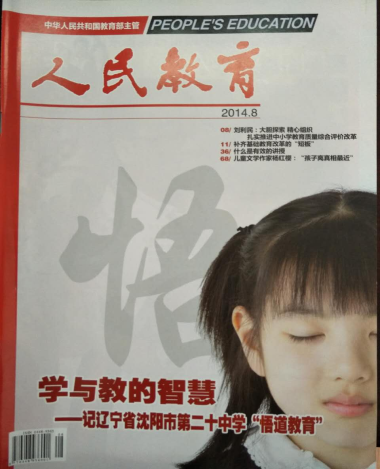 中华人民共和国教育部主管 PEOPLE'S EDUCATION
人民教育
2014.8
08/ 刘利民：大胆探索 精心组织
扎实推进中小学教育质量综合评价改革
11/ 补齐基础教育改革的“短板”
36/ 什么是有效的讲授
68/ 儿童文学作家杨红樱：“孩子离真相最近”
悟
学与教的智慧
——记辽宁省沈阳市第二十中学“悟道教育”